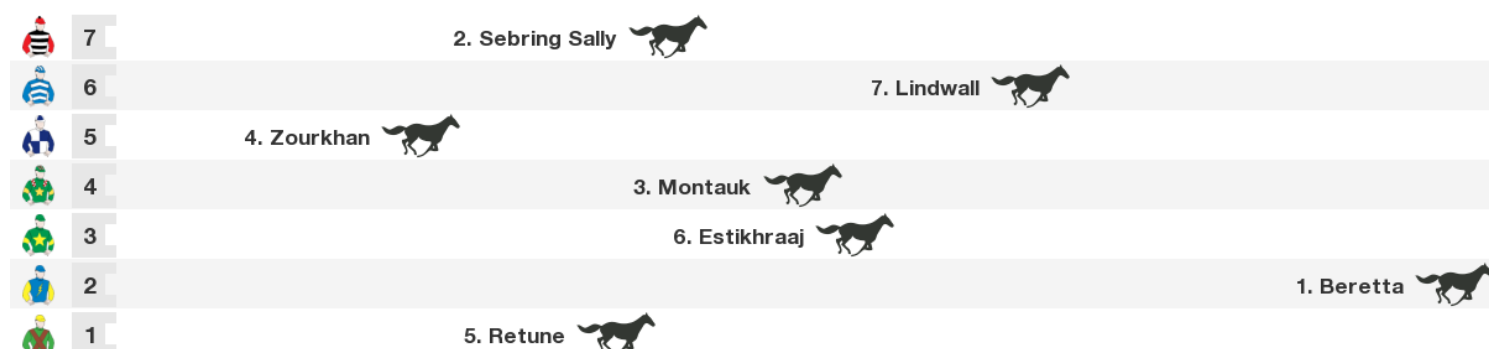 7 2. Sebring Sally
6 7. Lindwall
5 4. Zourkhan
4 3. Montauk
3 6. Estikhraaj
2 1. Beretta
1 5. Retune